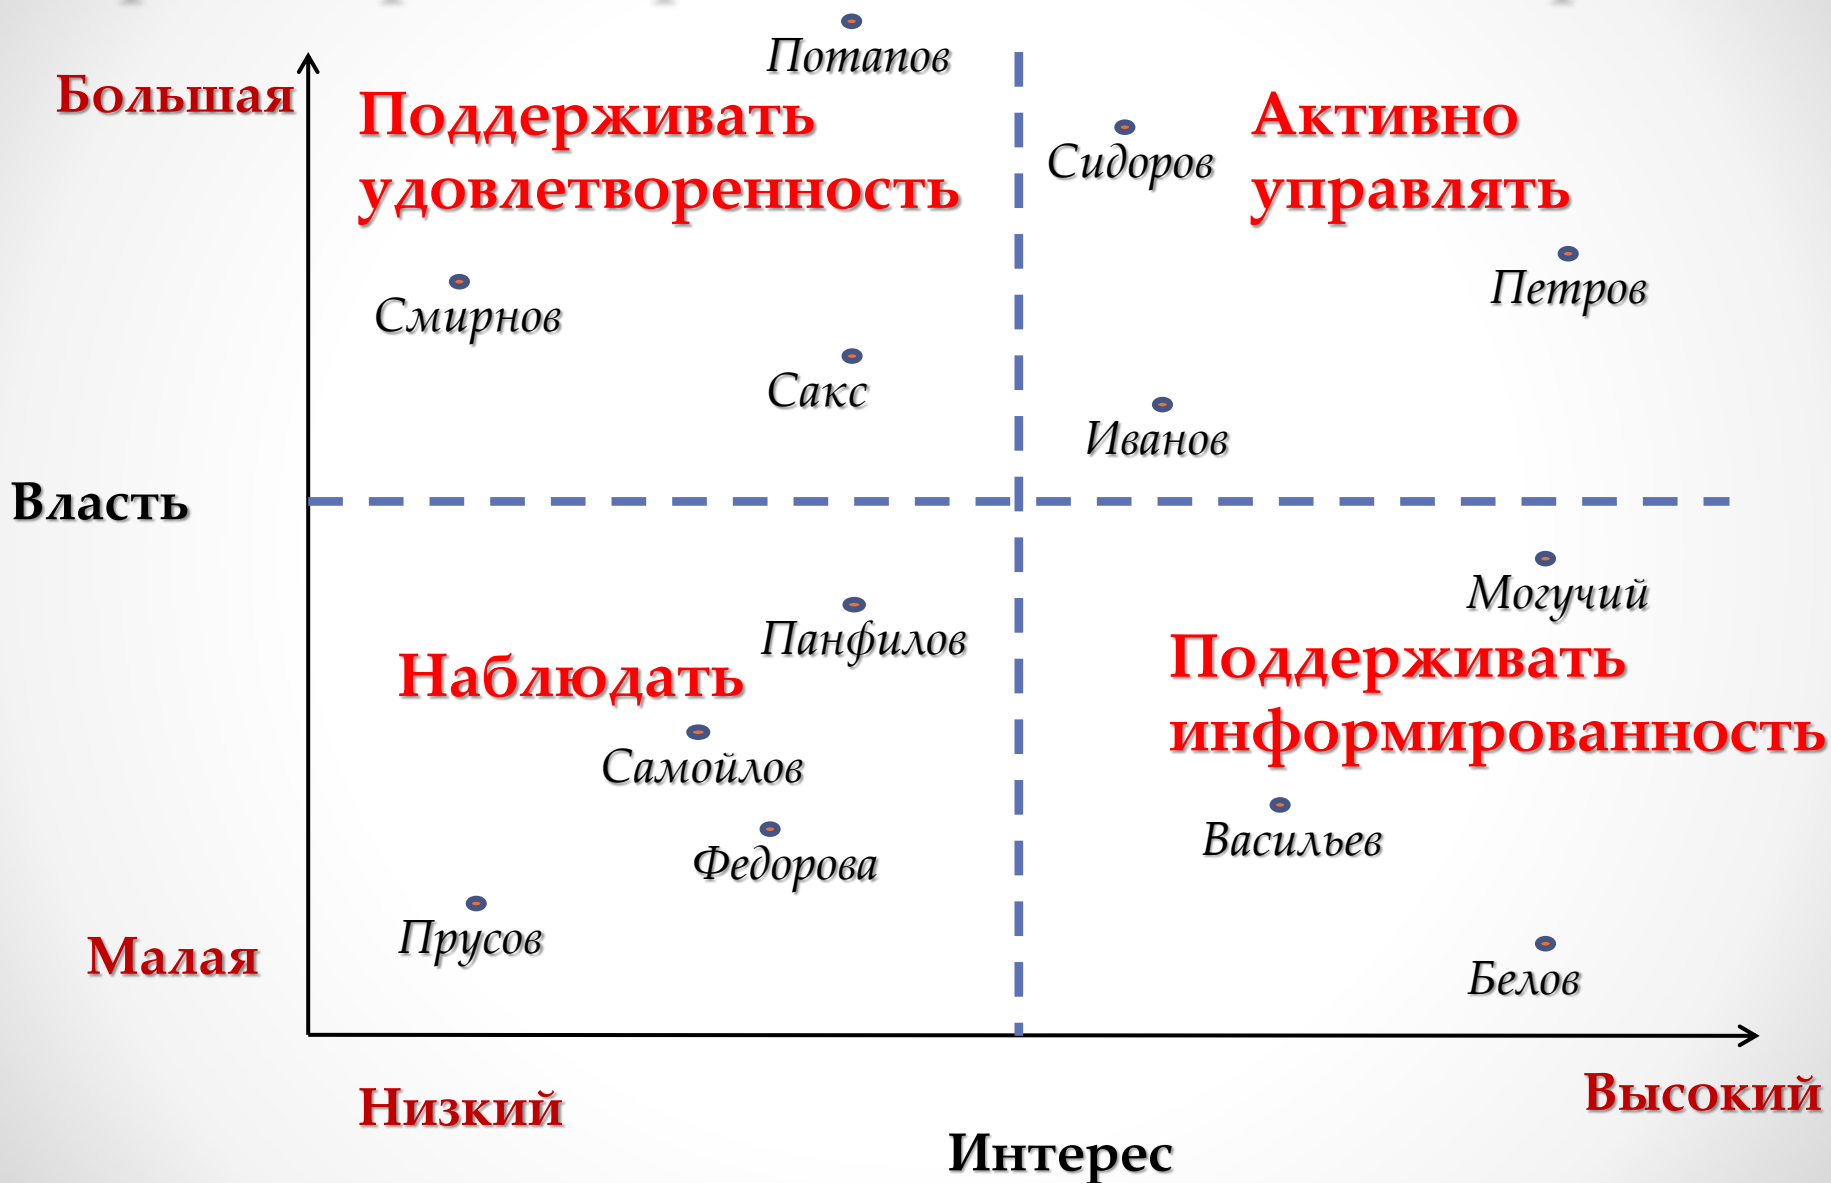 Потапов
Большая
Поддерживать
удовлетворенность
Активно
управлять
Сидоров
Петров
Смирнов
Сакс
Иванов
Власть
Могучий
Панфилов
Наблюдать
Поддерживать
информированность
Самойлов
Васильев
Федорова
Прусов
Малая
Белов
Низкий
Высокий
Интерес